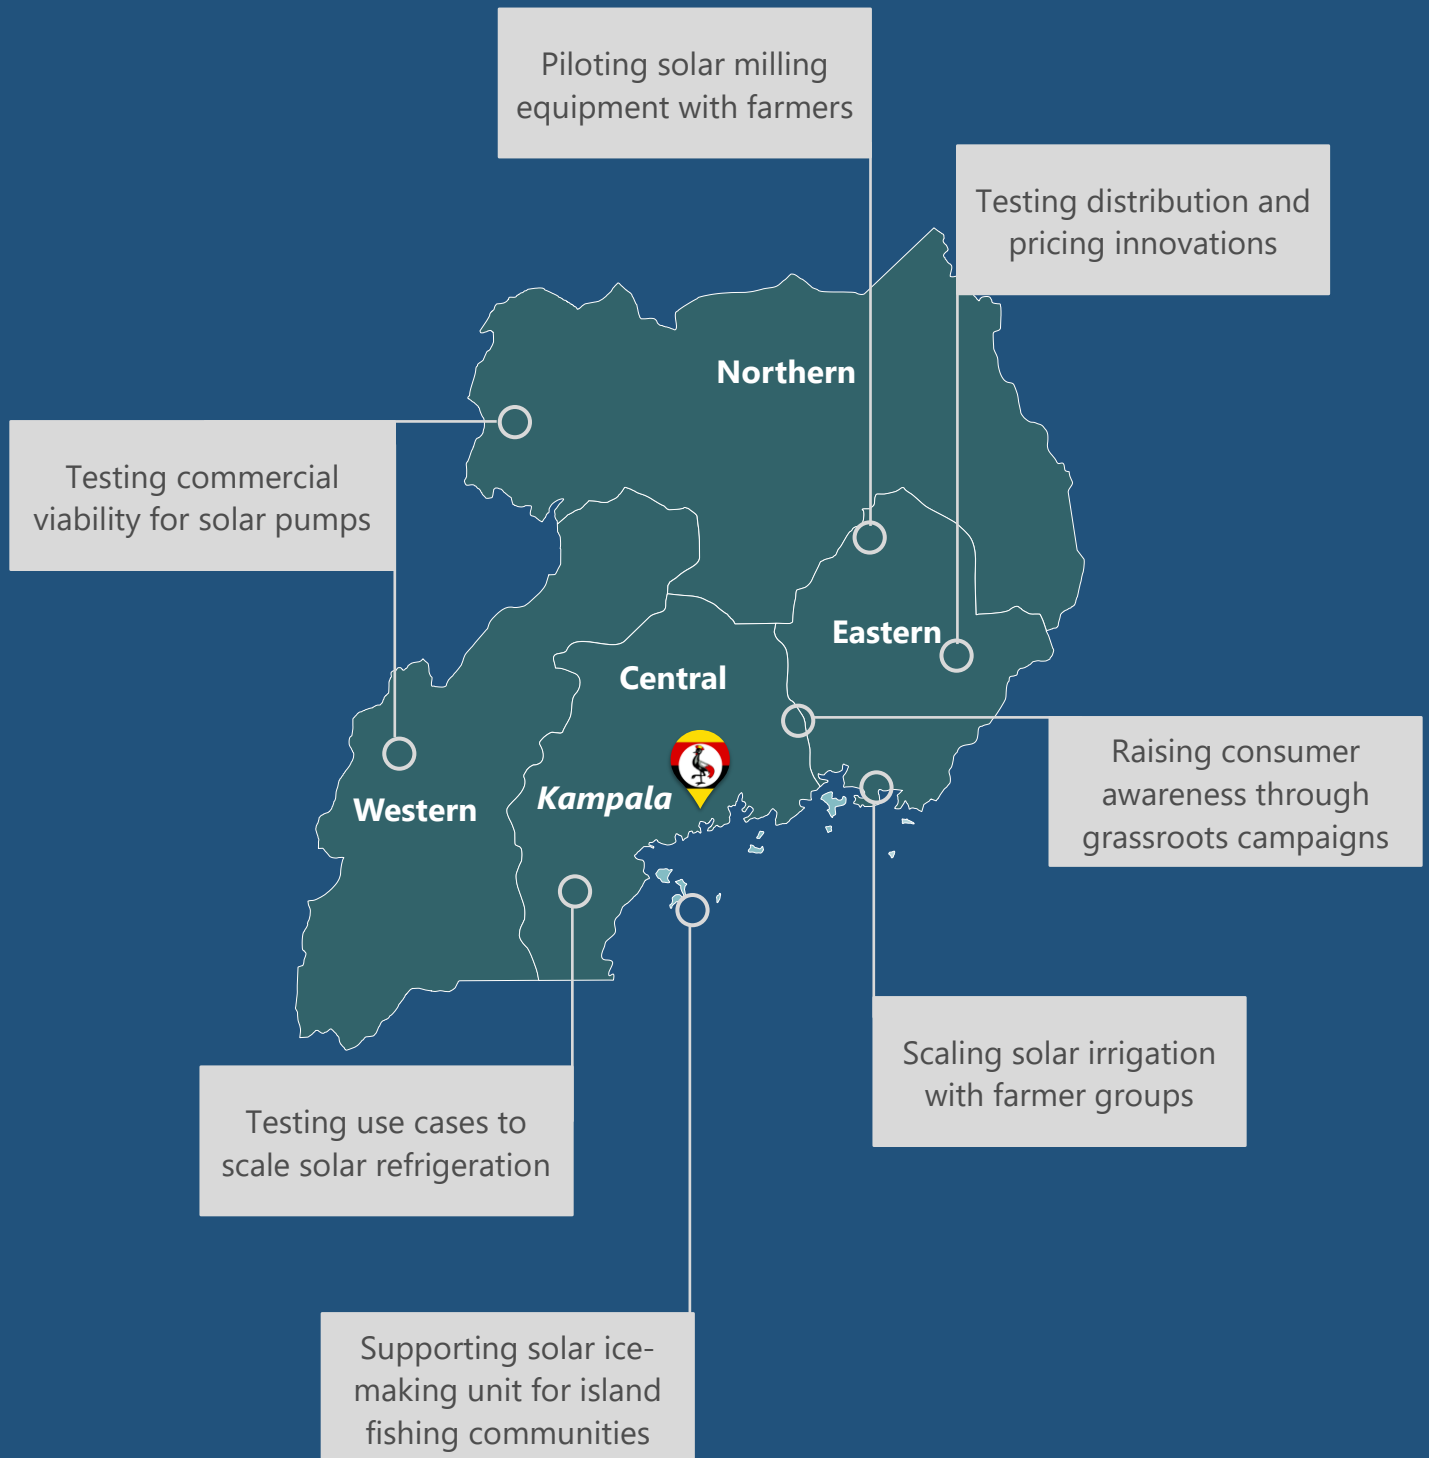 Piloting solar milling
equipment with farmers
Testing distribution and
pricing innovations
Northern
Testing commercial
viability for solar pumps
Eastern
Central
Raising consumer
awareness through
grassroots campaigns
Kampala
Western
Scaling solar irrigation
with farmer groups
Testing use cases to
scale solar refrigeration
Supporting solar ice-
making unit for island
fishing communities